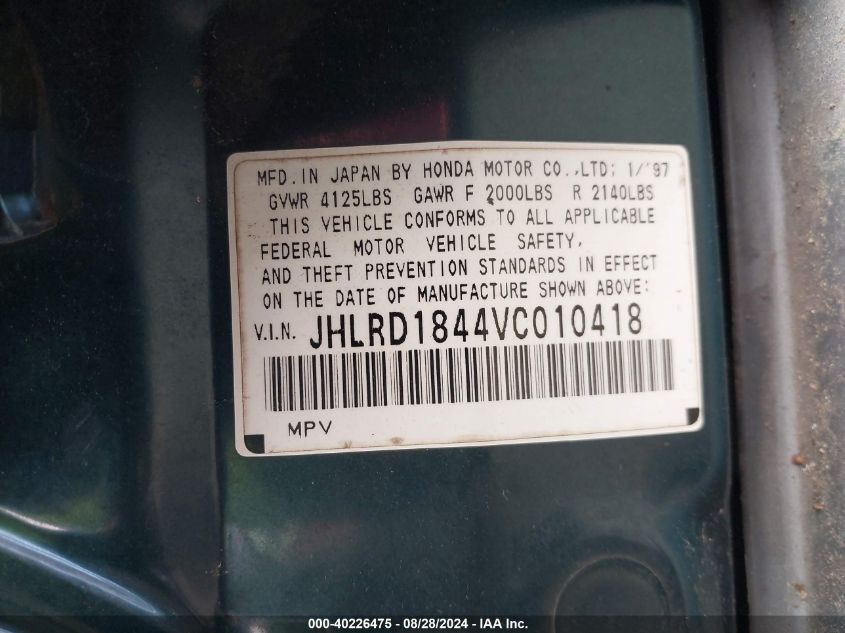 MFD.IN JAPAN BY HONDA MOTOR CO.,LTD; 1/'97
GVWR 4125LBS GAWR F 2000LBS R 2140LBS
THIS VEHICLE CONFORMS TO ALL APPLICABLE
FEDERAL MOTOR VEHICLE SAFETY,
AND THEFT PREVENTION STANDARDS IN EFFECT
ON THE DATE OF MANUFACTURE SHOWN ABOVE:
V.I.N. JHLRD1844VC010418
MPV
000-40226475 - 08/28/2024 - IAA Inc.